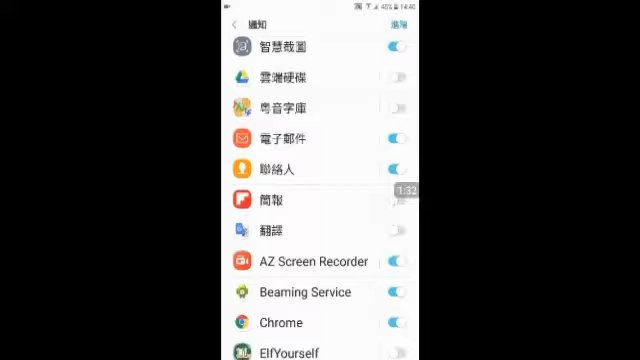 45% 14:40
通知 進階
智慧截圖
雲端硬碟
粵音字庫
電子郵件
聯絡人
1:32
簡報
翻譯
AZ Screen Recorder
Beaming Service
Chrome
ElfYourself